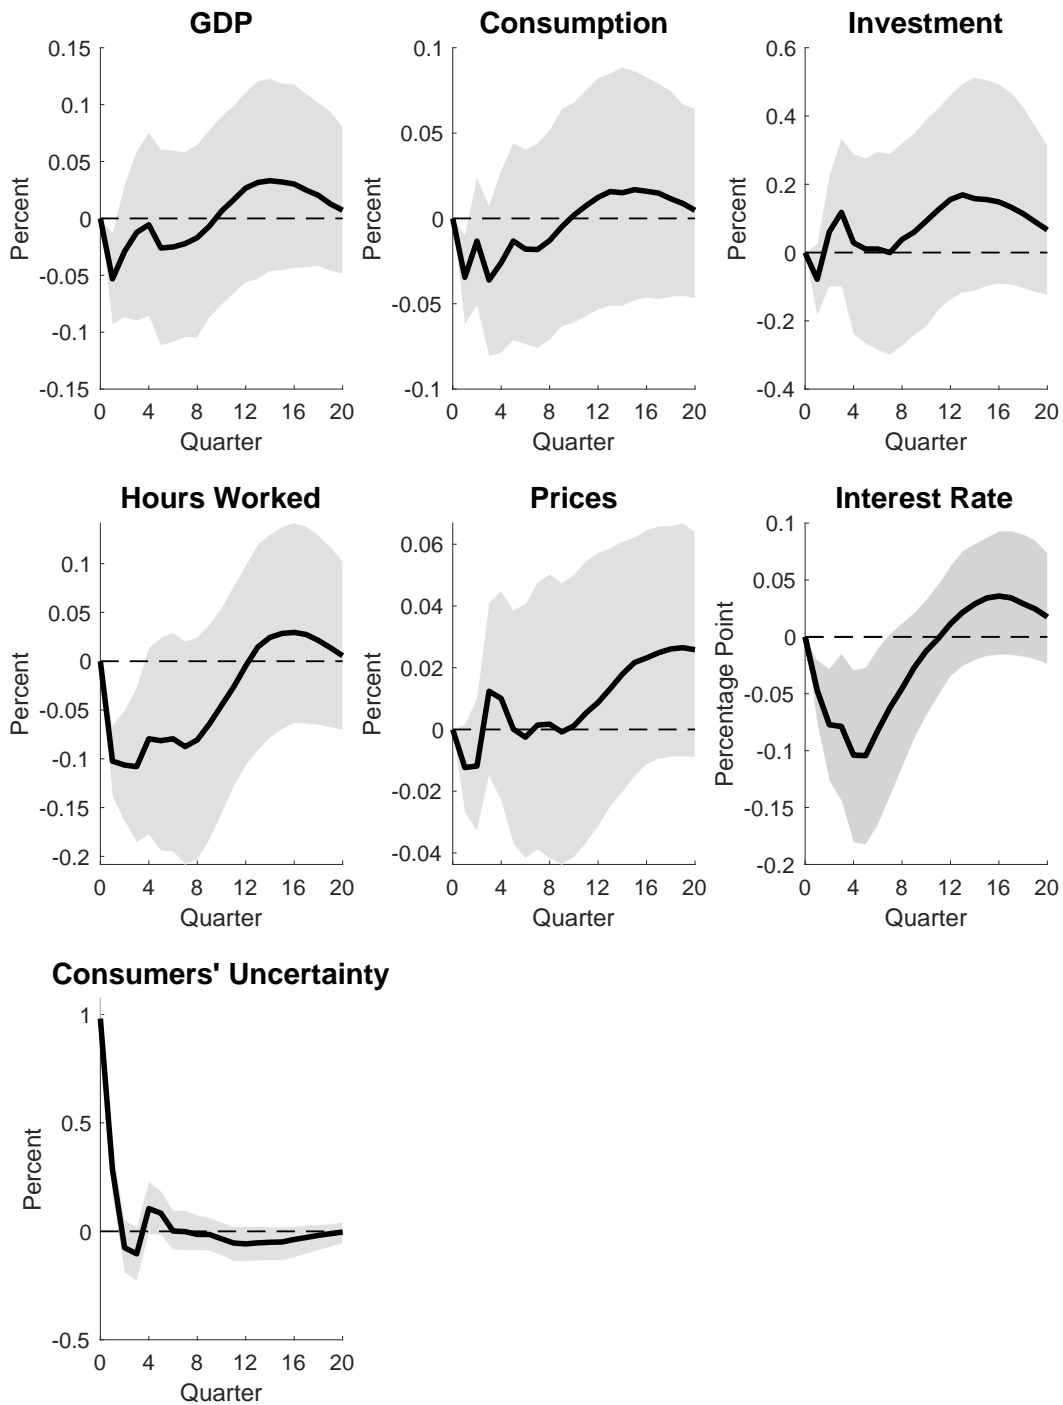 GDP
Percent
0.15
0.1
0.05
0
-0.05
-0.1
-0.15
0 4 8 12 16 20
Quarter
Consumption
Percent
0.1
0.05
0
-0.05
-0.1
0 4 8 12 16 20
Quarter
Investment
Percent
0.6
0.4
0.2
0
-0.2
-0.4
0 4 8 12 16 20
Quarter
Hours Worked
Percent
0.1
0.05
0
-0.05
-0.1
-0.15
-0.2
0 4 8 12 16 20
Quarter
Prices
Percent
0.06
0.04
0.02
0
-0.02
-0.04
0 4 8 12 16 20
Quarter
Interest Rate
Percentage Point
0.1
0.05
0
-0.05
-0.1
-0.15
-0.2
0 4 8 12 16 20
Quarter
Consumers' Uncertainty
Percent
1
0.5
0
-0.5
0 4 8 12 16 20
Quarter